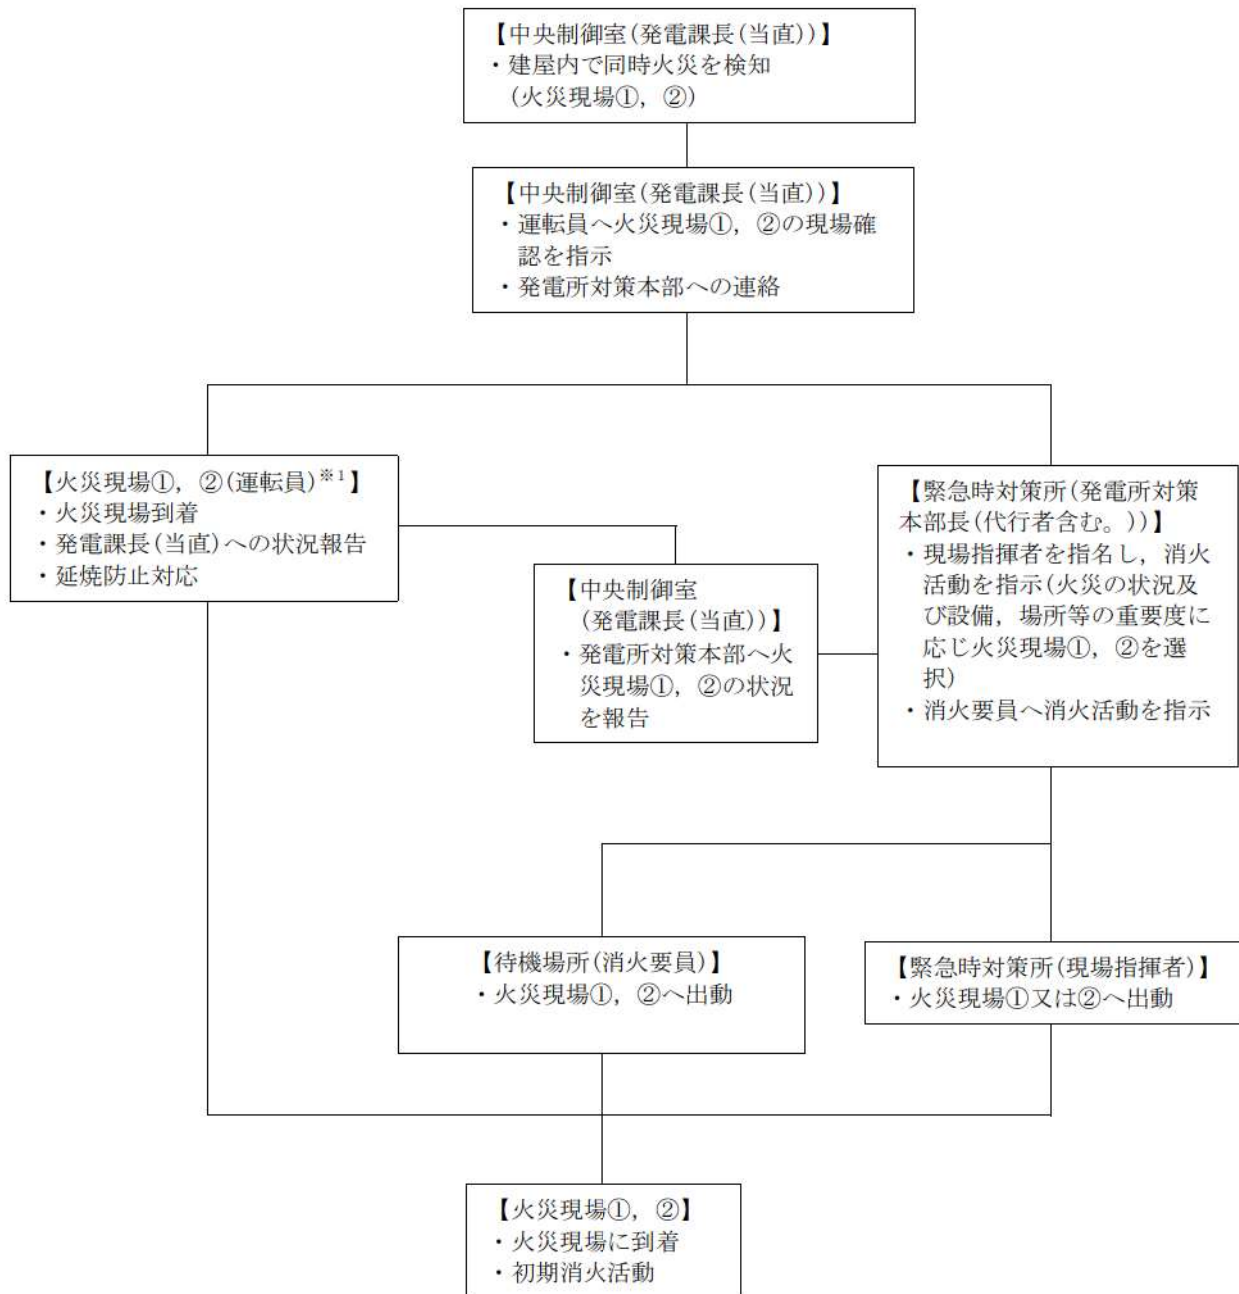 【中央制御室(発電課長(当直))】
・建屋内で同時火災を検知
(火災現場①，②)
【中央制御室(発電課長(当直))】
・運転員へ火災現場①，②の現場確
認を指示
・発電所対策本部への連絡
【火災現場①，②(運転員)※1】
・火災現場到着
・発電課長(当直)への状況報告
・延焼防止対応
【中央制御室
(発電課長(当直))】
・発電所対策本部へ火
災現場①，②の状況
を報告
【緊急時対策所(発電所対策
本部長(代行者含む。))】
・現場指揮者を指名し，消火
活動を指示(火災の状況及
び設備，場所等の重要度に
応じ火災現場①，②を選
択)
・消火要員へ消火活動を指示
【待機場所(消火要員)】
・火災現場①，②へ出動
【緊急時対策所(現場指揮者)】
・火災現場①又は②へ出動
【火災現場①，②】
・火災現場に到着
・初期消火活動